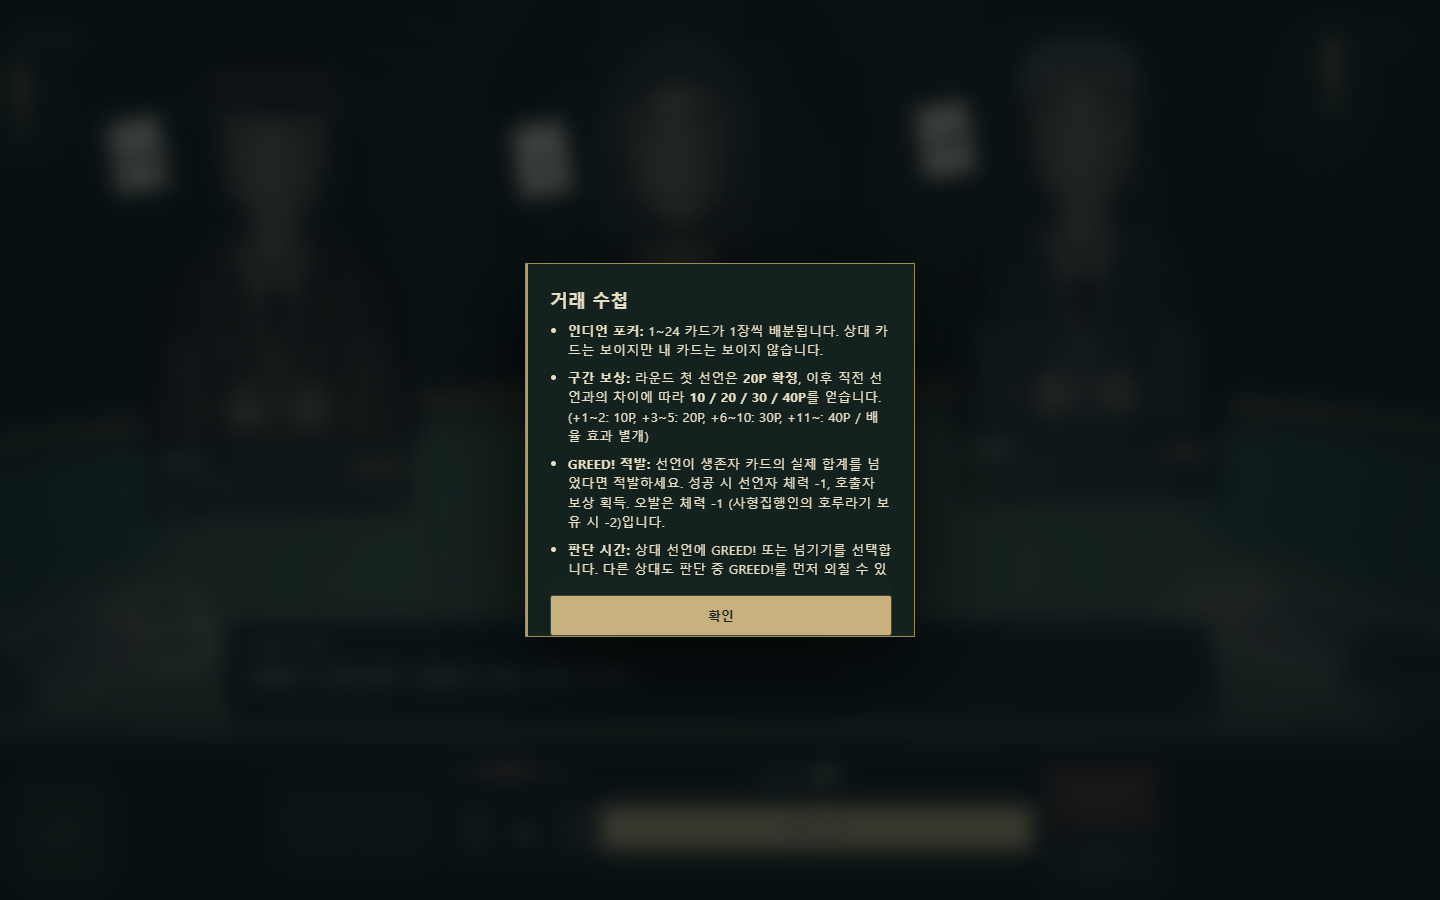 거래 수첩
• 인디언 포커: 1~24 카드가 1장씩 배분됩니다. 상대 카
드는 보이지만 내 카드는 보이지 않습니다.
• 구간 보상: 라운드 첫 선언은 20P 확정, 이후 직전 선
언과의 차이에 따라 10 / 20 / 30 / 40P를 얻습니다.
(+1~2: 10P, +3~5: 20P, +6~10: 30P, +11~: 40P / 배
율 효과 별개)
• GREED! 적발: 선언이 생존자 카드의 실제 합계를 넘
었다면 적발하세요. 성공 시 선언자 체력 -1, 호출자
보상 획득. 오발은 체력 -1 (사형집행인의 호루라기 보
유 시 -2)입니다.
• 판단 시간: 상대 선언에 GREED! 또는 넘기기를 선택합
니다. 다른 상대도 판단 중 GREED!를 먼저 외칠 수 있
확인